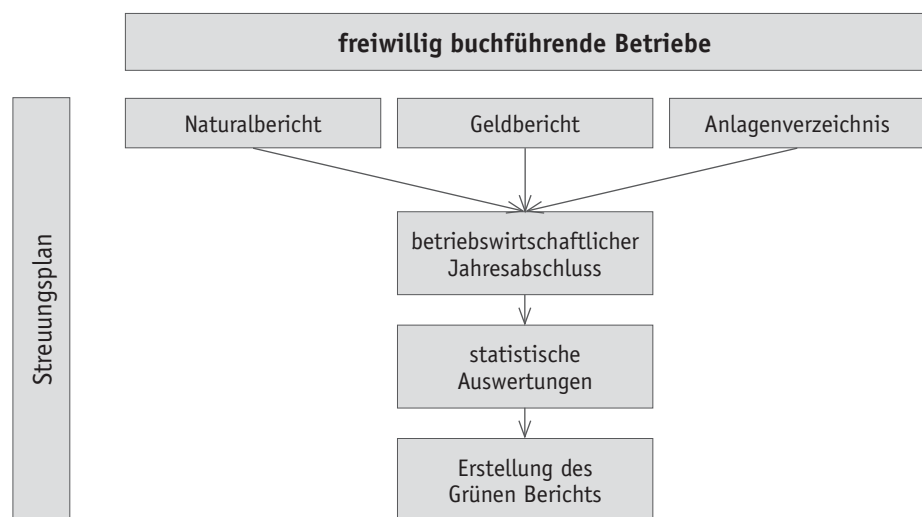 freiwillig buchführende Betriebe
Streuungsplan
Naturalbericht
Geldbericht
Anlagenverzeichnis
betriebswirtschaftlicher
Jahresabschluss
statistische
Auswertungen
Erstellung des
Grünen Berichts